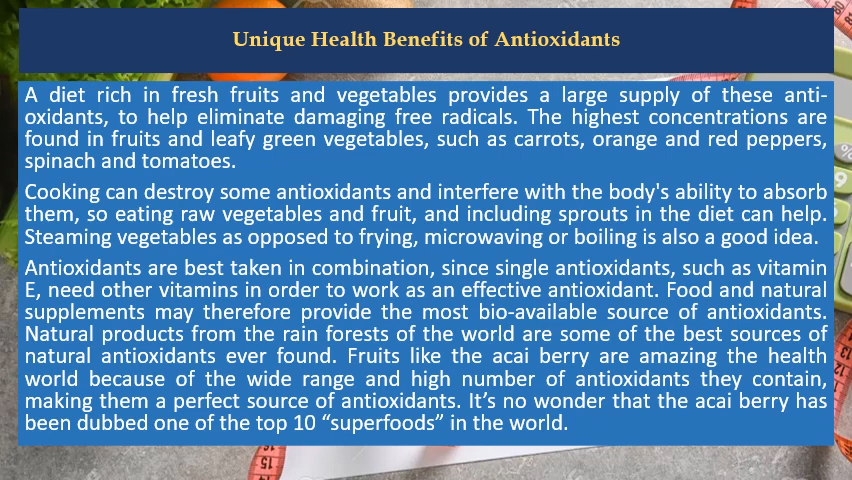 Unique Health Benefits of Antioxidants
A diet rich in fresh fruits and vegetables provides a large supply of these anti-
oxidants, to help eliminate damaging free radicals. The highest concentrations are
found in fruits and leafy green vegetables, such as carrots, orange and red peppers,
spinach and tomatoes.
Cooking can destroy some antioxidants and interfere with the body's ability to absorb
them, so eating raw vegetables and fruit, and including sprouts in the diet can help.
Steaming vegetables as opposed to frying, microwaving or boiling is also a good idea.
Antioxidants are best taken in combination, since single antioxidants, such as vitamin
E, need other vitamins in order to work as an effective antioxidant. Food and natural
supplements may therefore provide the most bio-available source of antioxidants.
Natural products from the rain forests of the world are some of the best sources of
natural antioxidants ever found. Fruits like the acai berry are amazing the health
world because of the wide range and high number of antioxidants they contain,
making them a perfect source of antioxidants. It’s no wonder that the acai berry has
been dubbed one of the top 10 “superfoods” in the world.